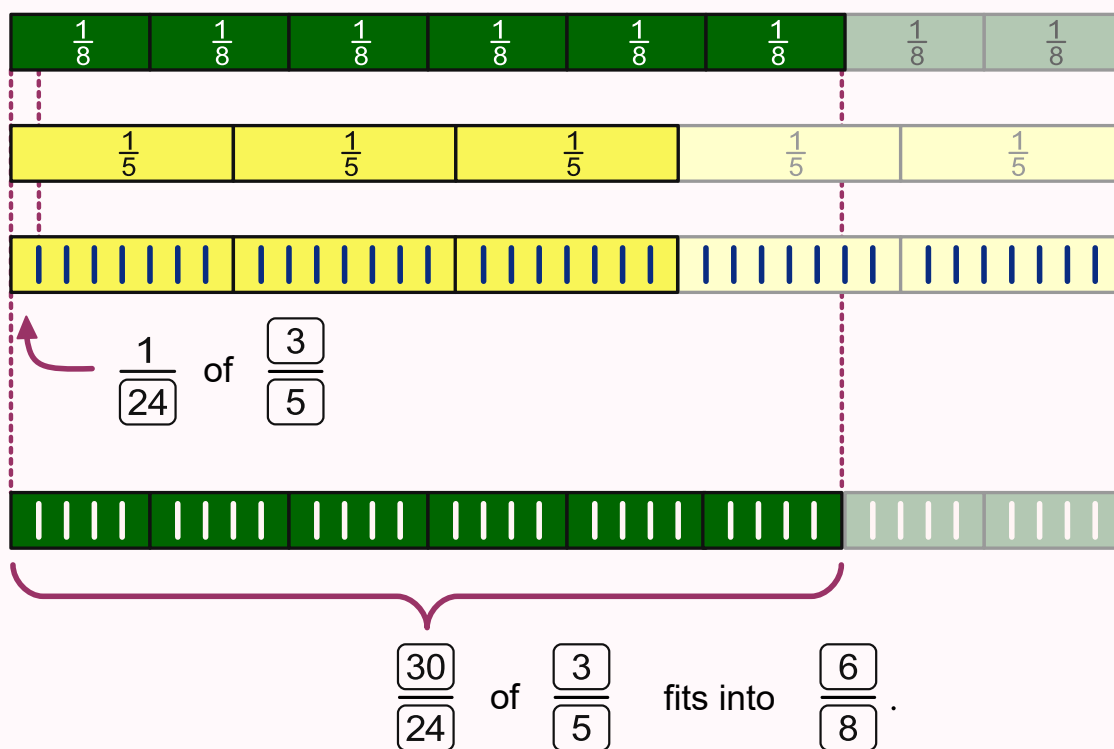 1/8 1/8 1/8 1/8 1/8 1/8 1/8 1/8
1/5 1/5 1/5 1/5 1/5
1/24 of 3/5
30/24 of 3/5 fits into 6/8 .